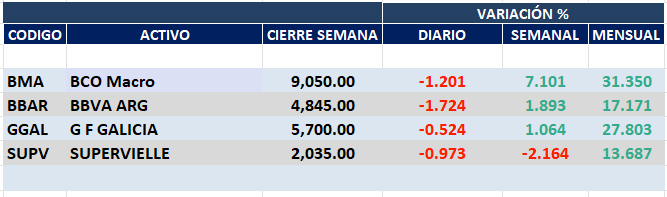 VARIACIÓN %
CODIGO ACTIVO CIERRE SEMANA DIARIO SEMANAL MENSUAL
BMA BCO Macro 9,050.00 -1.201 7.101 31.350
BBAR BBVA ARG 4,845.00 -1.724 1.893 17.171
GGAL G F GALICIA 5,700.00 -0.524 1.064 27.803
SUPV SUPERVIELLE 2,035.00 -0.973 -2.164 13.687